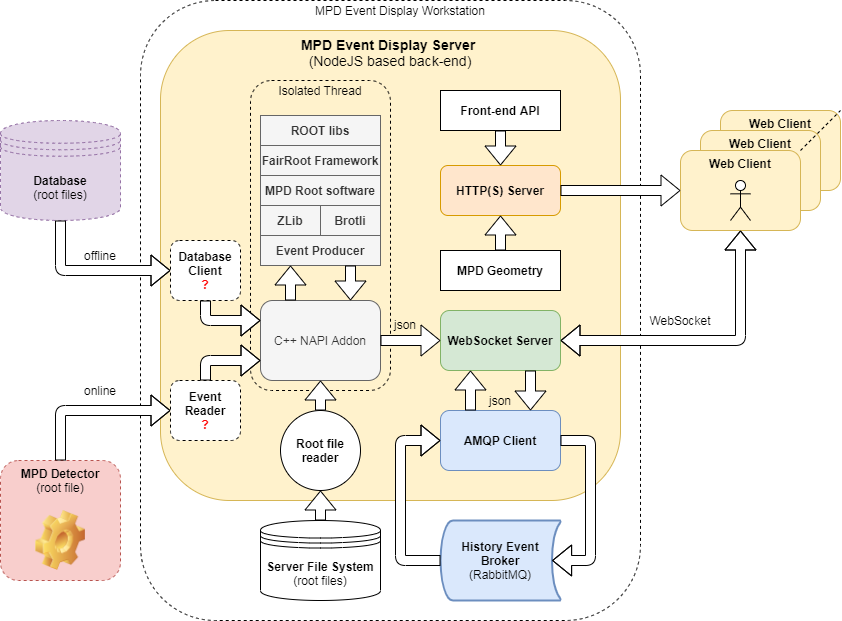 MPD Event Display Workstation
MPD Event Display Server
(NodeJS based back-end)
Isolated Thread
ROOT libs
FairRoot Framework
MPD Root software
ZLib
Brotli
Event Producer
Front-end API
HTTP(S) Server
MPD Geometry
Web Client
Web Client
Web Client
Database
(root files)
offline
Database
Client
?
C++ NAPI Addon
json
WebSocket Server
WebSocket
online
Event
Reader
?
json
AMQP Client
Root file
reader
MPD Detector
(root file)
Server File System
(root files)
History Event
Broker
(RabbitMQ)